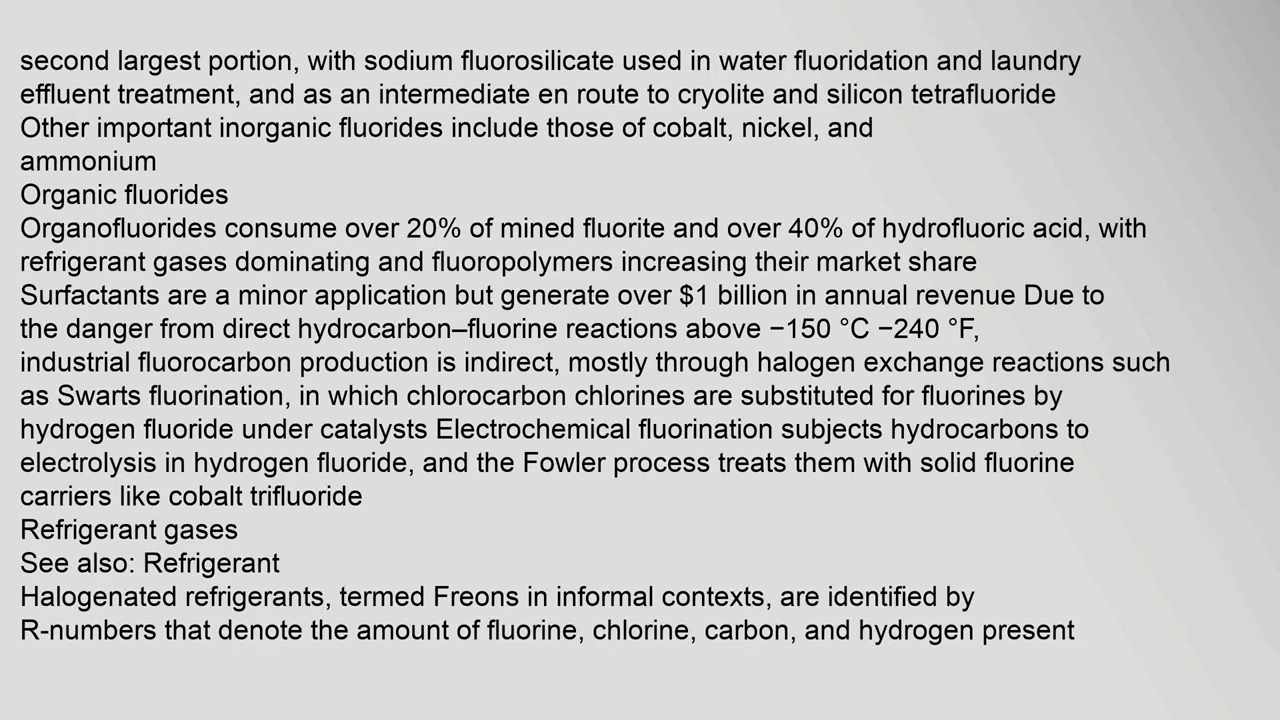 second largest portion, with sodium fluorosilicate used in water fluoridation and laundry
effluent treatment, and as an intermediate en route to cryolite and silicon tetrafluoride
Other important inorganic fluorides include those of cobalt, nickel, and
ammonium
Organic fluorides
Organofluorides consume over 20% of mined fluorite and over 40% of hydrofluoric acid, with
refrigerant gases dominating and fluoropolymers increasing their market share
Surfactants are a minor application but generate over $1 billion in annual revenue Due to
the danger from direct hydrocarbon–fluorine reactions above −150 °C −240 °F,
industrial fluorocarbon production is indirect, mostly through halogen exchange reactions such
as Swarts fluorination, in which chlorocarbon chlorines are substituted for fluorines by
hydrogen fluoride under catalysts Electrochemical fluorination subjects hydrocarbons to
electrolysis in hydrogen fluoride, and the Fowler process treats them with solid fluorine
carriers like cobalt trifluoride
Refrigerant gases
See also: Refrigerant
Halogenated refrigerants, termed Freons in informal contexts, are identified by
R-numbers that denote the amount of fluorine, chlorine, carbon, and hydrogen present